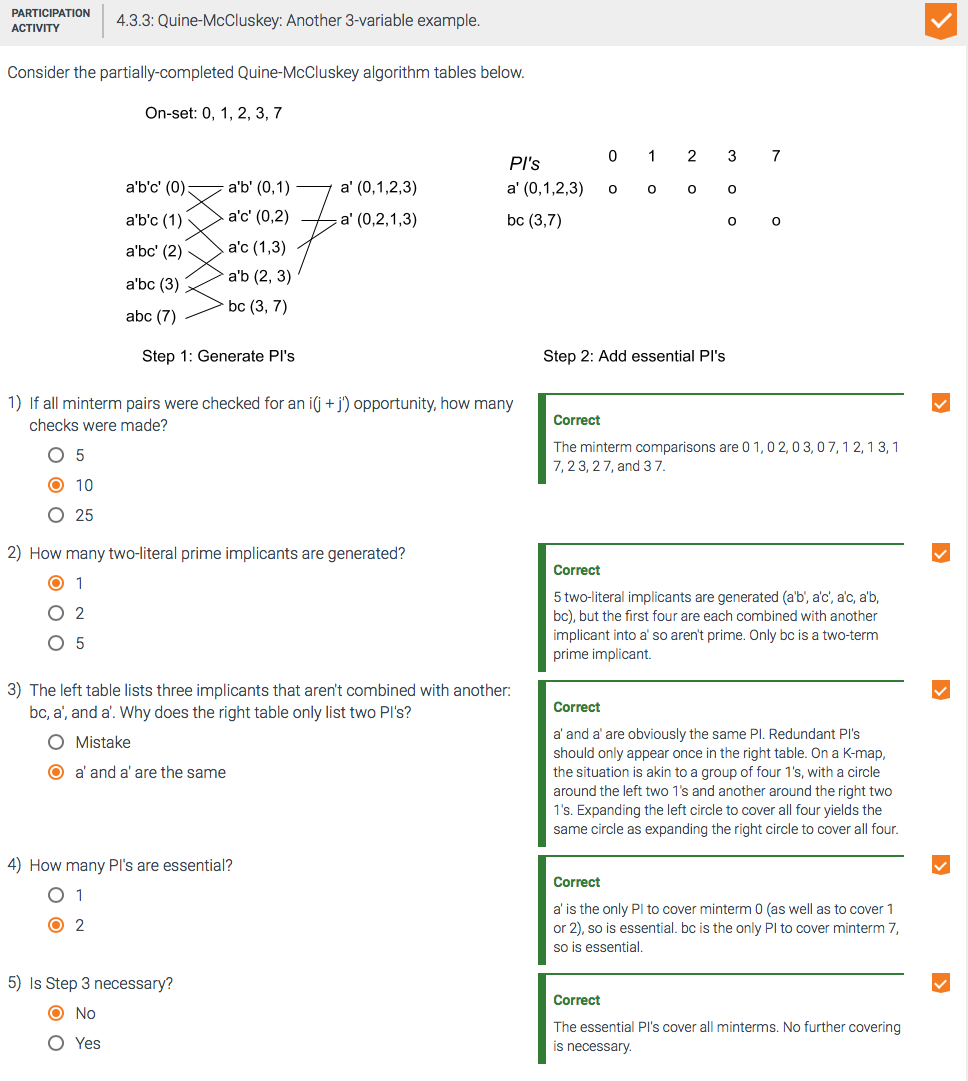 PARTICIPATION
ACTIVITY
4.3.3: Quine-McCluskey: Another 3-variable example.
Consider the partially-completed Quine-McCluskey algorithm tables below.
On-set: 0, 1, 2, 3, 7
PI's 0 1 2 3 7
a'b'c' (0) a'b' (0,1) a' (0,1,2,3) a' (0,1,2,3) o o o o
a'b'c (1) a'c' (0,2) a' (0,2,1,3) bc (3,7) o o
a'bc' (2) a'c (1,3)
a'bc (3) a'b (2, 3)
abc (7) bc (3, 7)
Step 1: Generate PI's Step 2: Add essential PI's
1) If all minterm pairs were checked for an i(j + j') opportunity, how many
checks were made?
5
10
25
Correct
The minterm comparisons are 0 1, 0 2, 0 3, 0 7, 1 2, 1 3, 1
7, 2 3, 2 7, and 3 7.
2) How many two-literal prime implicants are generated?
1
2
5
Correct
5 two-literal implicants are generated (a'b', a'c', a'c, a'b,
bc), but the first four are each combined with another
implicant into a' so aren't prime. Only bc is a two-term
prime implicant.
3) The left table lists three implicants that aren't combined with another:
bc, a', and a'. Why does the right table only list two PI's?
Mistake
a' and a' are the same
Correct
a' and a' are obviously the same PI. Redundant PI's
should only appear once in the right table. On a K-map,
the situation is akin to a group of four 1's, with a circle
around the left two 1's and another around the right two
1's. Expanding the left circle to cover all four yields the
same circle as expanding the right circle to cover all four.
4) How many PI's are essential?
1
2
Correct
a' is the only PI to cover minterm 0 (as well as to cover 1
or 2), so is essential. bc is the only PI to cover minterm 7,
so is essential.
5) Is Step 3 necessary?
No
Yes
Correct
The essential PI's cover all minterms. No further covering
is necessary.